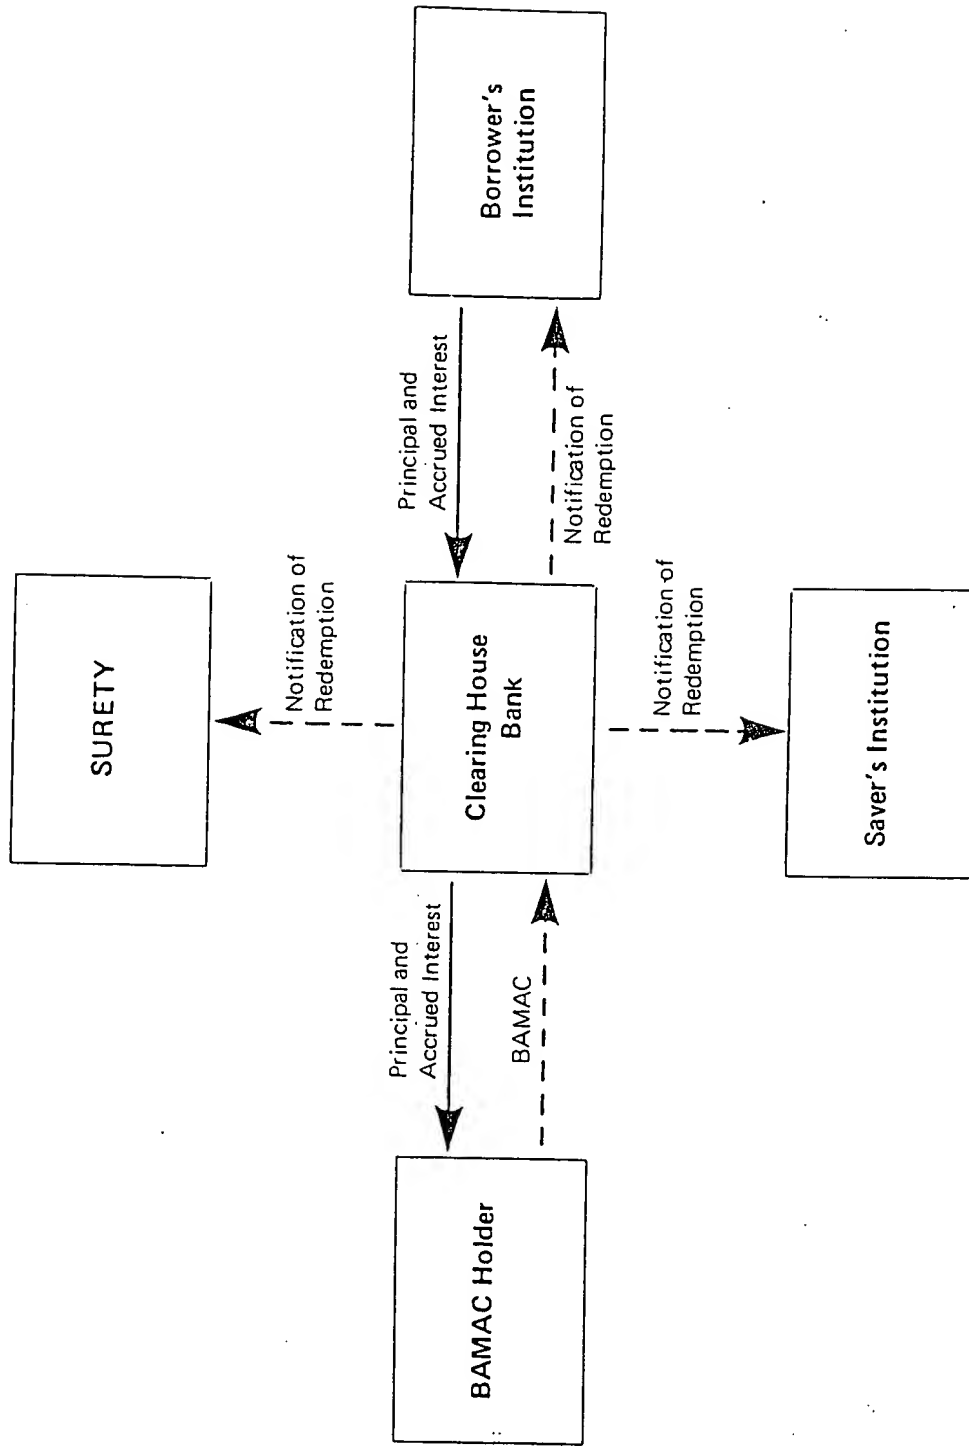 SURETY
Notification of
Redemption
Principal and
Accrued Interest
Principal and
Accrued Interest
BAMAC Holder
Clearing House
Bank
Borrower's
Institution
BAMAC
Notification of
Redemption
Notification of
Redemption
Saver's Institution